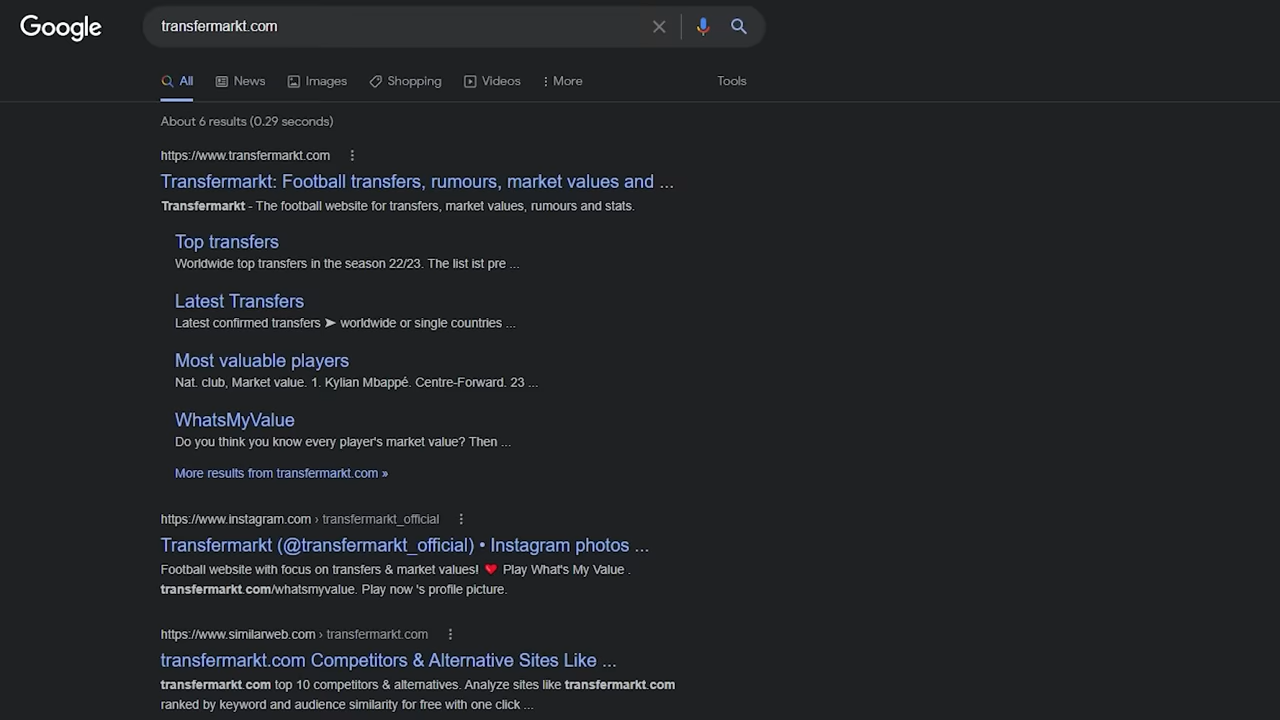 Google
transfermarkt.com
All News Images Shopping Videos More Tools
About 6 results (0.29 seconds)
https://www.transfermarkt.com
Transfermarkt: Football transfers, rumours, market values and ...
Transfermarkt - The football website for transfers, market values, rumours and stats.
Top transfers
Worldwide top transfers in the season 22/23. The list ist pre ...
Latest Transfers
Latest confirmed transfers ➤ worldwide or single countries ...
Most valuable players
Nat. club, Market value. 1. Kylian Mbappé. Centre-Forward. 23 ...
WhatsMyValue
Do you think you know every player's market value? Then ...
More results from transfermarkt.com »
https://www.instagram.com › transfermarkt_official
Transfermarkt (@transfermarkt_official) • Instagram photos ...
Football website with focus on transfers & market values! ❤ Play What's My Value .
transfermarkt.com/whatsmyvalue. Play now 's profile picture.
https://www.similarweb.com › transfermarkt.com
transfermarkt.com Competitors & Alternative Sites Like ...
transfermarkt.com top 10 competitors & alternatives. Analyze sites like transfermarkt.com
ranked by keyword and audience similarity for free with one click ...